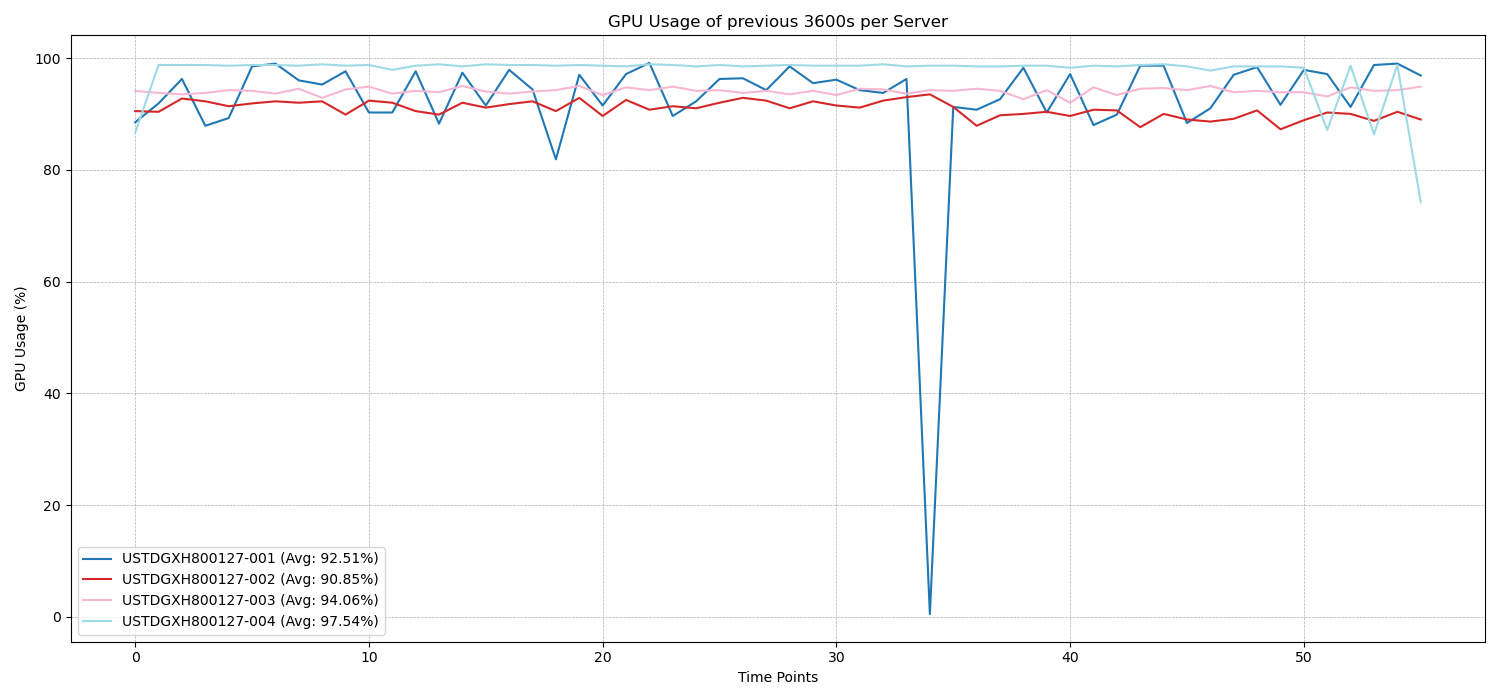 GPU Usage of previous 3600s per Server
GPU Usage (%)
100
80
60
40
20
0
USTDGXH800127-001 (Avg: 92.51%)
USTDGXH800127-002 (Avg: 90.85%)
USTDGXH800127-003 (Avg: 94.06%)
USTDGXH800127-004 (Avg: 97.54%)
0 10 20 30 40 50
Time Points